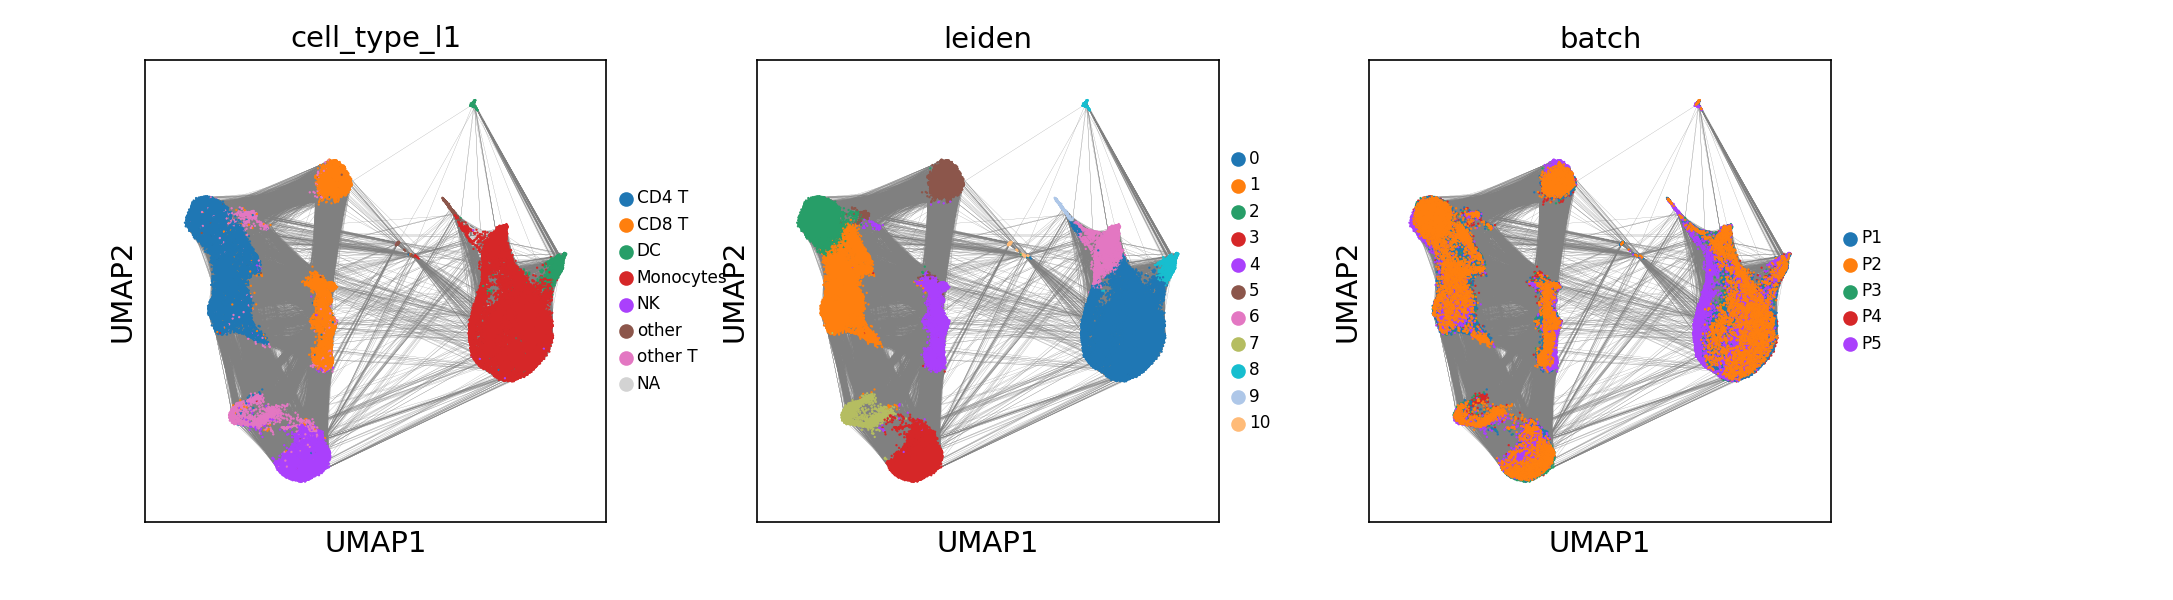 cell_type_l1
UMAP2
UMAP1
CD4 T
CD8 T
DC
Monocytes
NK
other
other T
NA
leiden
UMAP2
UMAP1
0
1
2
3
4
5
6
7
8
9
10
batch
UMAP2
UMAP1
P1
P2
P3
P4
P5